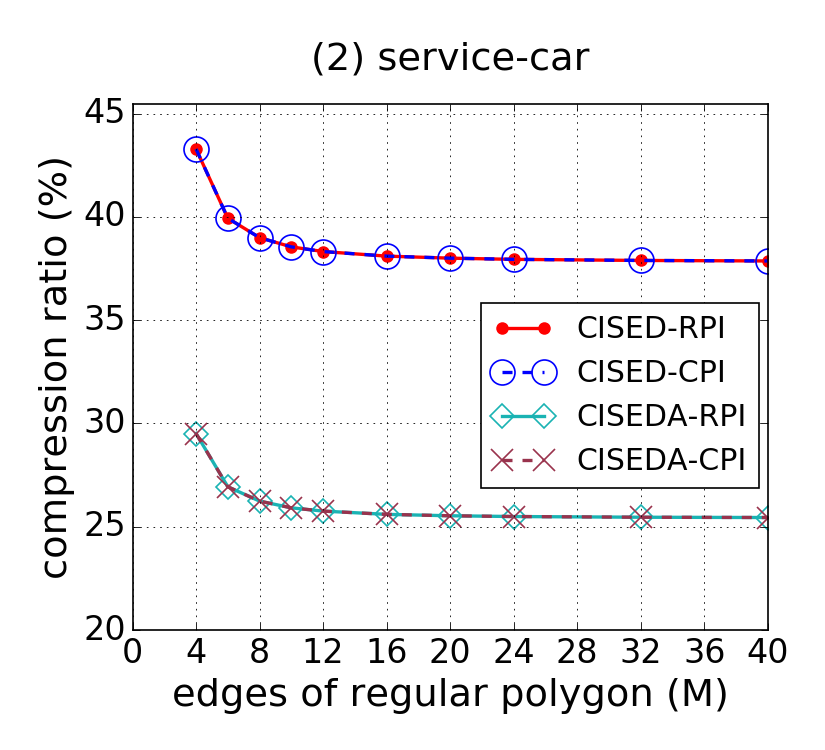 (2) service-car
compression ratio (%)
45
40
35
30
25
20
CISED-RPI
CISED-CPI
CISEDA-RPI
CISEDA-CPI
0 4 8 12 16 20 24 28 32 36 40
edges of regular polygon (M)